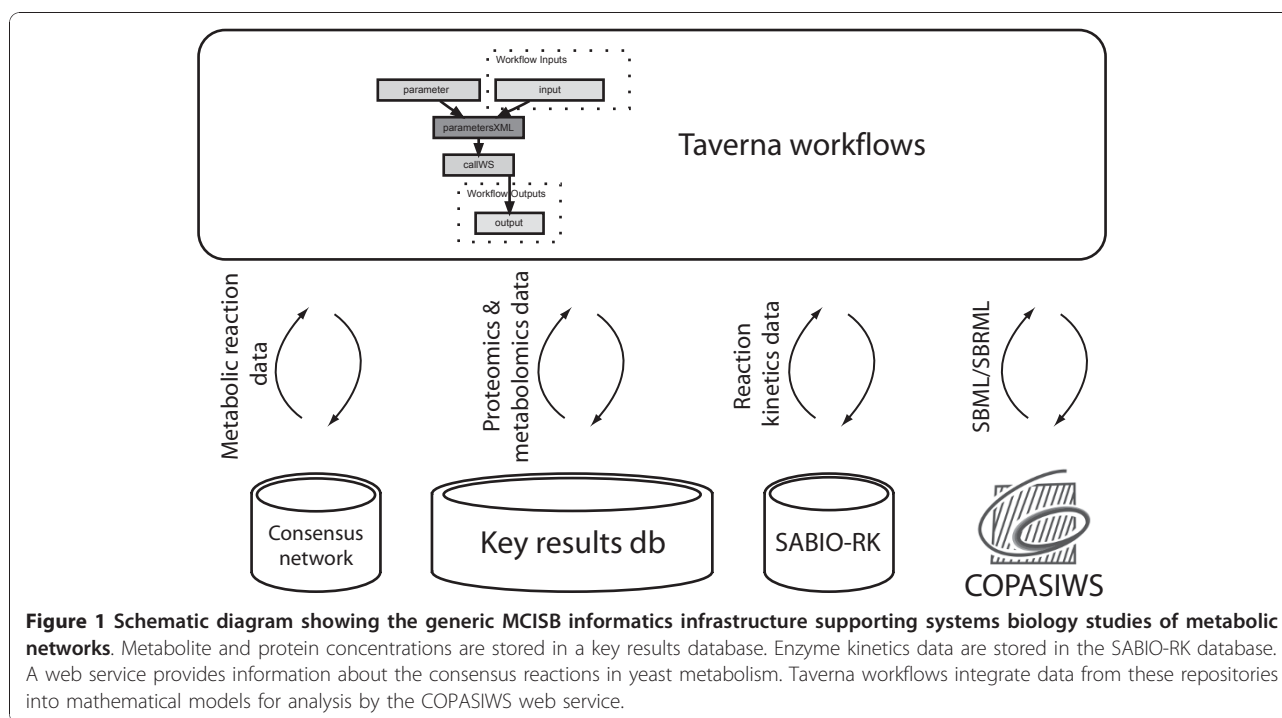 Workflow Inputs
parameter
input
parametersXML
callWS
Workflow Outputs
output
Taverna workflows
Metabolic reaction
data
Proteomics &
metabolomics data
Reaction
kinetics data
SBML/SBRML
Consensus
network
Key results db
SABIO-RK
COPASIWS
Figure 1 Schematic diagram showing the generic MCISB informatics infrastructure supporting systems biology studies of metabolic
networks. Metabolite and protein concentrations are stored in a key results database. Enzyme kinetics data are stored in the SABIO-RK database.
A web service provides information about the consensus reactions in yeast metabolism. Taverna workflows integrate data from these repositories
into mathematical models for analysis by the COPASIWS web service.